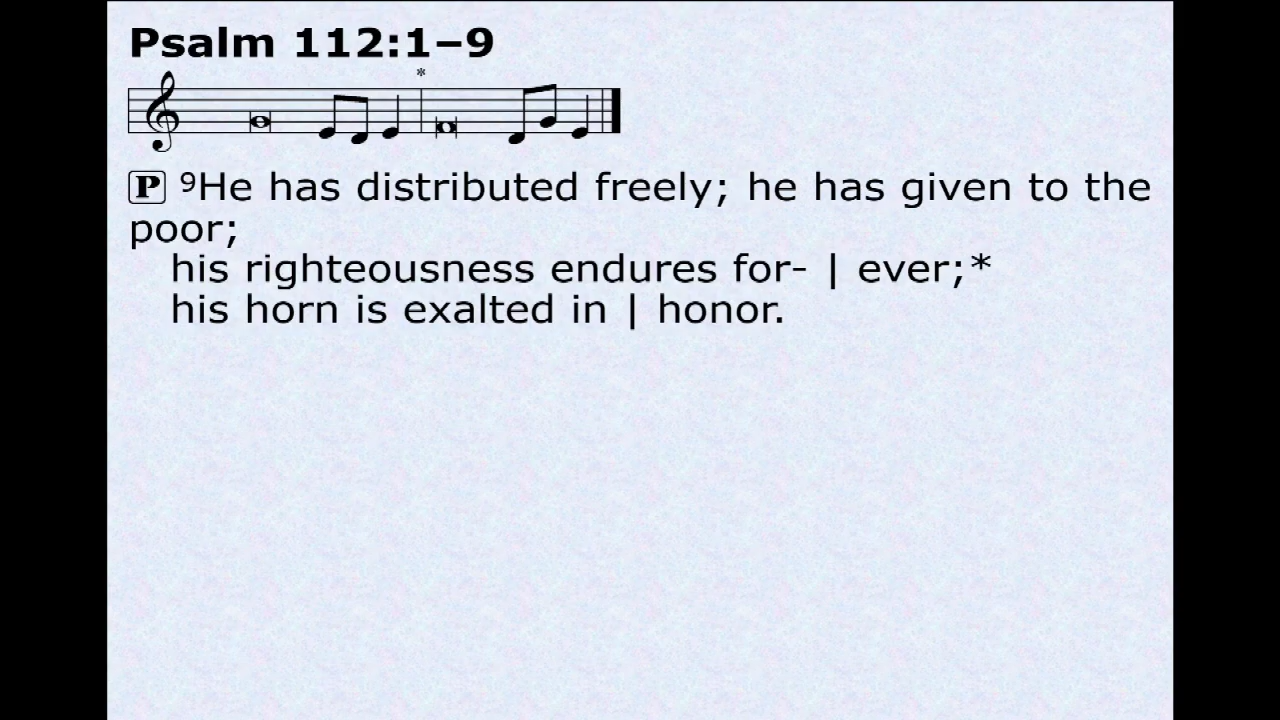 Psalm 112:1–9
*
P ⁹He has distributed freely; he has given to the
poor;
his righteousness endures for- | ever;*
his horn is exalted in | honor.